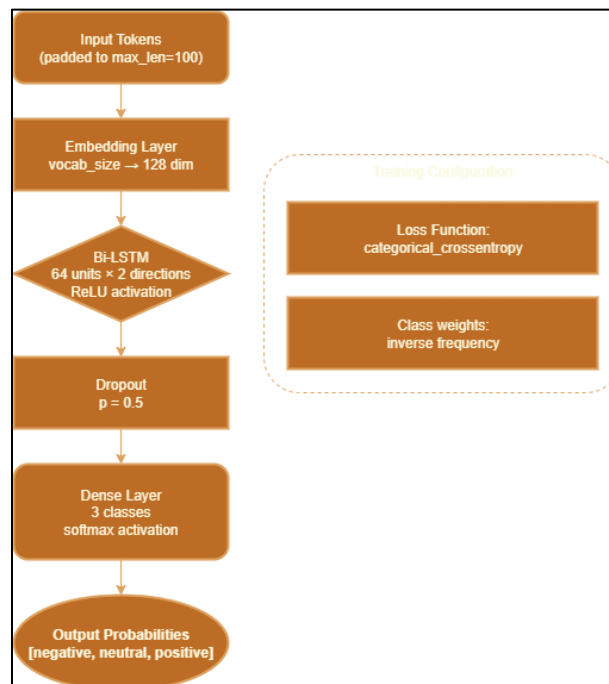 Input Tokens
(padded to max_len=100)
Embedding Layer
vocab_size → 128 dim
Bi-LSTM
64 units × 2 directions
ReLU activation
Dropout
p = 0.5
Dense Layer
3 classes
softmax activation
Output Probabilities
[negative, neutral, positive]
Training Configuration
Loss Function:
categorical_crossentropy
Class weights:
inverse frequency